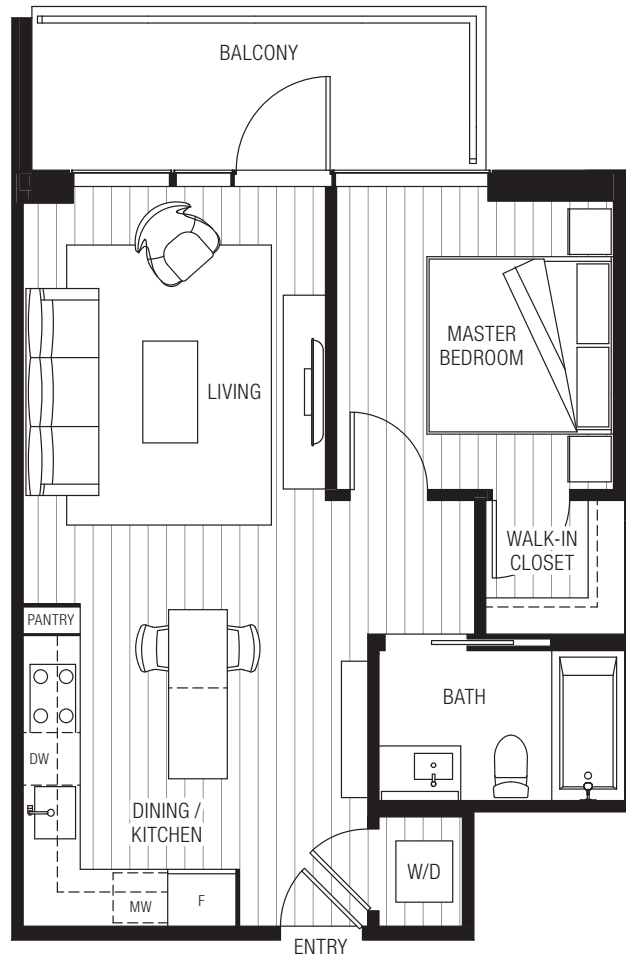 BALCONY
MASTER
BEDROOM
LIVING
WALK-IN
CLOSET
PANTRY
BATH
DW
DINING /
KITCHEN
W/D
MW
F
ENTRY